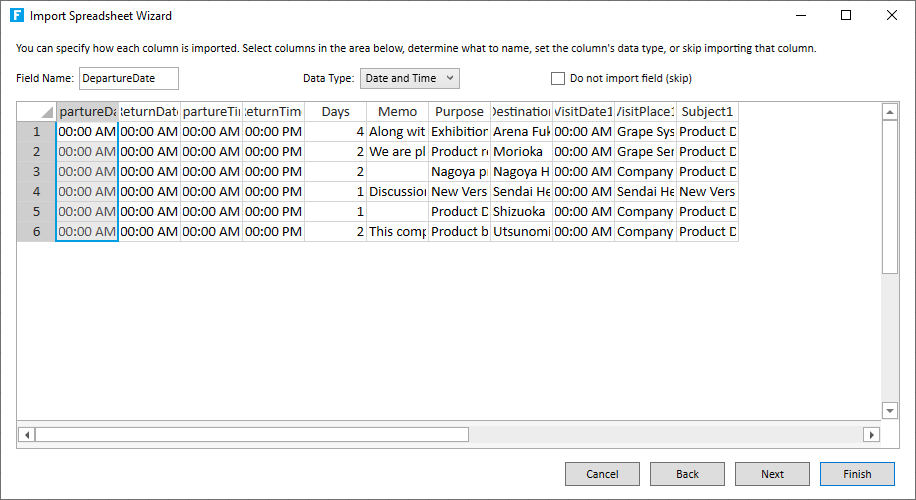 F Import Spreadsheet Wizard
You can specify how each column is imported. Select columns in the area below, determine what to name, set the column's data type, or skip importing that column.
Field Name: DepartureDate Data Type: Date and Time Do not import field (skip)
partureDa eturnDate partureTi eturnTim Days Memo Purpose Destination VisitDate1 VisitPlace1 Subject1
1 00:00 AM 00:00 AM 00:00 AM 00:00 PM 4 Along wit Exhibition Arena Fuk 00:00 AM Grape Sys Product D
2 00:00 AM 00:00 AM 00:00 AM 00:00 PM 2 We are pl Product re Morioka 00:00 AM Grape Ser Product D
3 00:00 AM 00:00 AM 00:00 AM 00:00 PM 2 Nagoya pr Nagoya H 00:00 AM Company Product D
4 00:00 AM 00:00 AM 00:00 AM 00:00 PM 1 Discussion New Vers Sendai He 00:00 AM Sendai He New Vers
5 00:00 AM 00:00 AM 00:00 AM 00:00 PM 1 Product D Shizuoka 00:00 AM Company Product D
6 00:00 AM 00:00 AM 00:00 AM 00:00 PM 2 This comp Product b Utsunomi 00:00 AM Company Product D
Cancel Back Next Finish